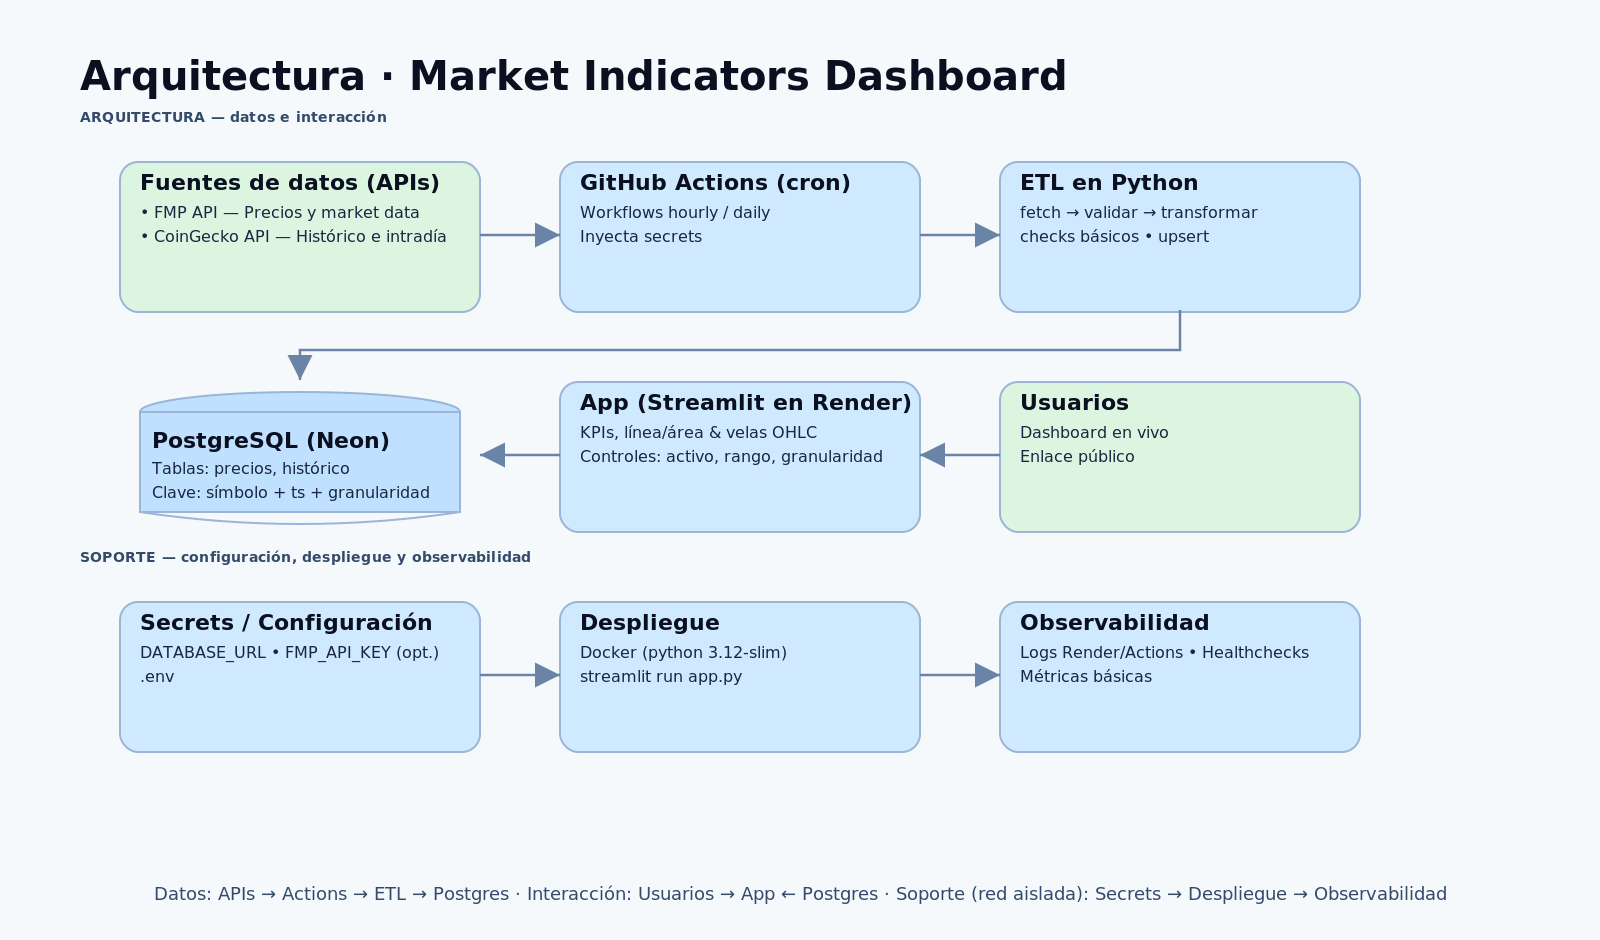 Arquitectura · Market Indicators Dashboard
ARQUITECTURA — datos e interacción
Fuentes de datos (APIs)
• FMP API — Precios y market data
• CoinGecko API — Histórico e intradía
GitHub Actions (cron)
Workflows hourly / daily
Inyecta secrets
ETL en Python
fetch → validar → transformar
checks básicos • upsert
PostgreSQL (Neon)
Tablas: precios, histórico
Clave: símbolo + ts + granularidad
App (Streamlit en Render)
KPIs, línea/área & velas OHLC
Controles: activo, rango, granularidad
Usuarios
Dashboard en vivo
Enlace público
SOPORTE — configuración, despliegue y observabilidad
Secrets / Configuración
DATABASE_URL • FMP_API_KEY (opt.)
.env
Despliegue
Docker (python 3.12-slim)
streamlit run app.py
Observabilidad
Logs Render/Actions • Healthchecks
Métricas básicas
Datos: APIs → Actions → ETL → Postgres · Interacción: Usuarios → App ← Postgres · Soporte (red aislada): Secrets → Despliegue → Observabilidad